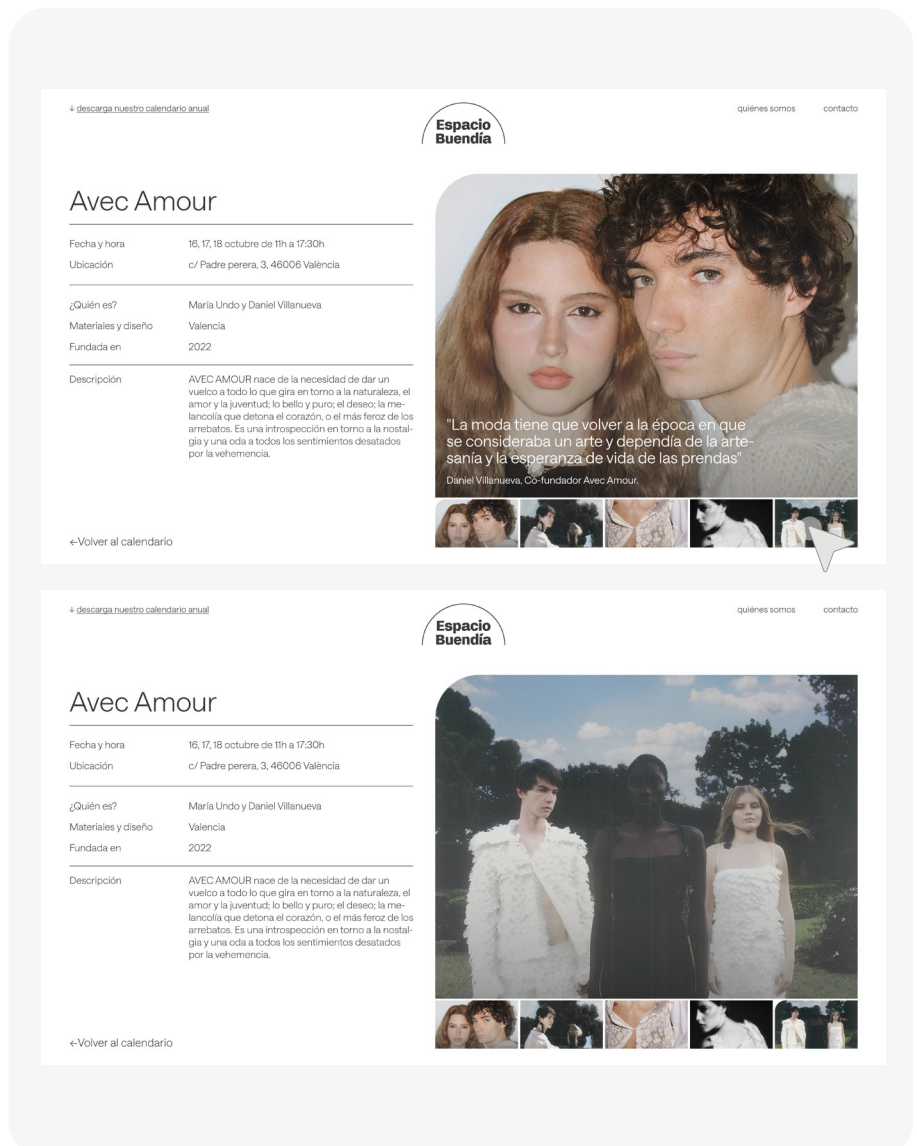 ↓ descarga nuestro calendario anual
Espacio
Buendía
quiénes somos
contacto
Avec Amour
Fecha y hora
16, 17, 18 octubre de 11h a 17:30h
Ubicación
c/ Padre perera, 3, 46006 València
¿Quién es?
María Undo y Daniel Villanueva
Materiales y diseño
Valencia
Fundada en
2022
Descripción
AVEC AMOUR nace de la necesidad de dar un
vuelco a todo lo que gira en torno a la naturaleza, el
amor y la juventud; lo bello y puro; el deseo; la me-
lancolía que detona el corazón, o el más feroz de los
arrebatos. Es una introspección en torno a la nostal-
gia y una oda a todos los sentimientos desatados
por la vehemencia.
←Volver al calendario
"La moda tiene que volver a la época en que
se consideraba un arte y dependía de la arte-
sanía y la esperanza de vida de las prendas"
Daniel Villanueva, Co-fundador Avec Amour.
↓ descarga nuestro calendario anual
Espacio
Buendía
quiénes somos
contacto
Avec Amour
Fecha y hora
16, 17, 18 octubre de 11h a 17:30h
Ubicación
c/ Padre perera, 3, 46006 València
¿Quién es?
María Undo y Daniel Villanueva
Materiales y diseño
Valencia
Fundada en
2022
Descripción
AVEC AMOUR nace de la necesidad de dar un
vuelco a todo lo que gira en torno a la naturaleza, el
amor y la juventud; lo bello y puro; el deseo; la me-
lancolía que detona el corazón, o el más feroz de los
arrebatos. Es una introspección en torno a la nostal-
gia y una oda a todos los sentimientos desatados
por la vehemencia.
←Volver al calendario